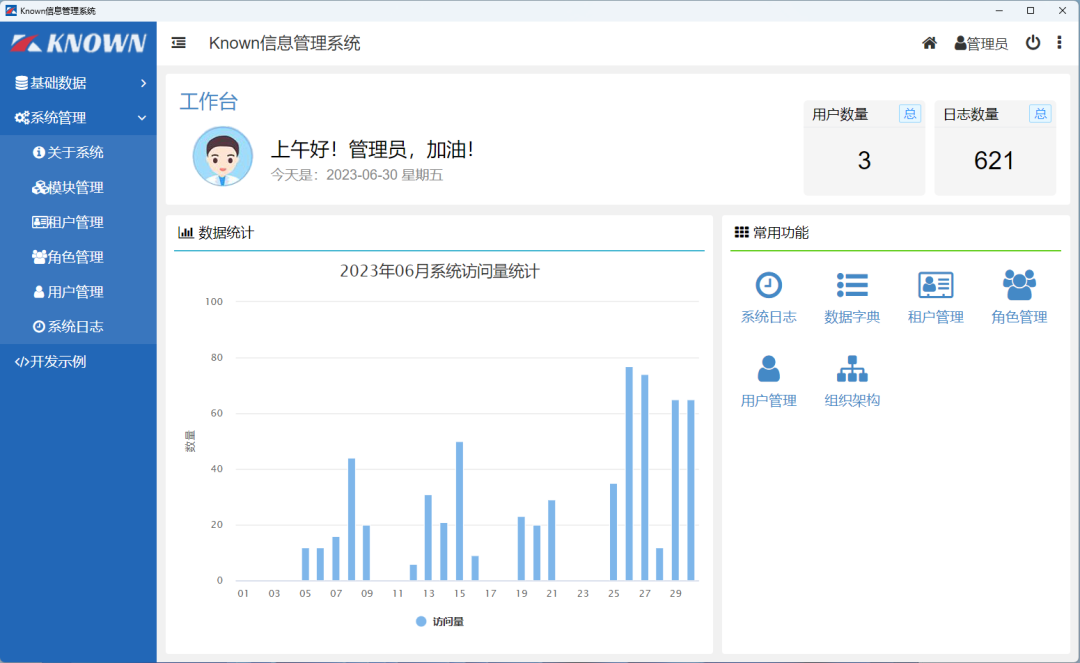 Known信息管理系统
KNOWN
Known信息管理系统
管理员
基础数据
系统管理
关于系统
模块管理
租户管理
角色管理
用户管理
系统日志
</>开发示例
工作台
上午好！管理员，加油！
今天是：2023-06-30 星期五
用户数量 总
3
日志数量 总
621
数据统计
2023年06月系统访问量统计
数量
100
80
60
40
20
0
01 03 05 07 09 11 13 15 17 19 21 23 25 27 29
访问量
常用功能
系统日志 数据字典 租户管理 角色管理
用户管理 组织架构